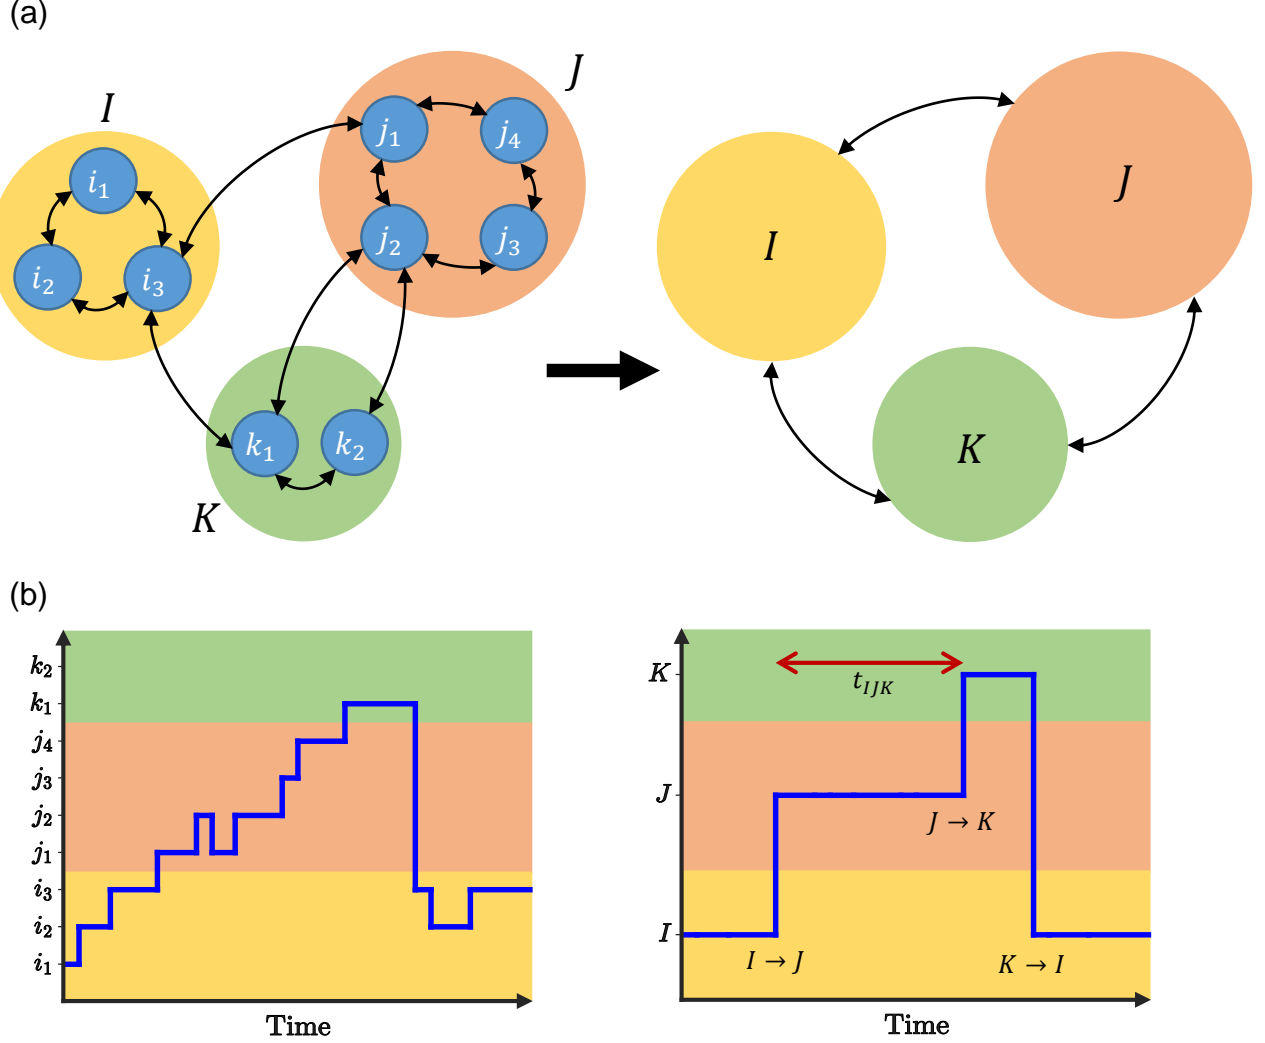 (a)
I
J
i₁
i₂
i₃
j₁
j₄
j₂
j₃
k₁
k₂
K
I
J
K
(b)
k₂
k₁
j₄
j₃
j₂
j₁
i₃
i₂
i₁
Time
K
J
I
t_IJK
J → K
I → J
K → I
Time